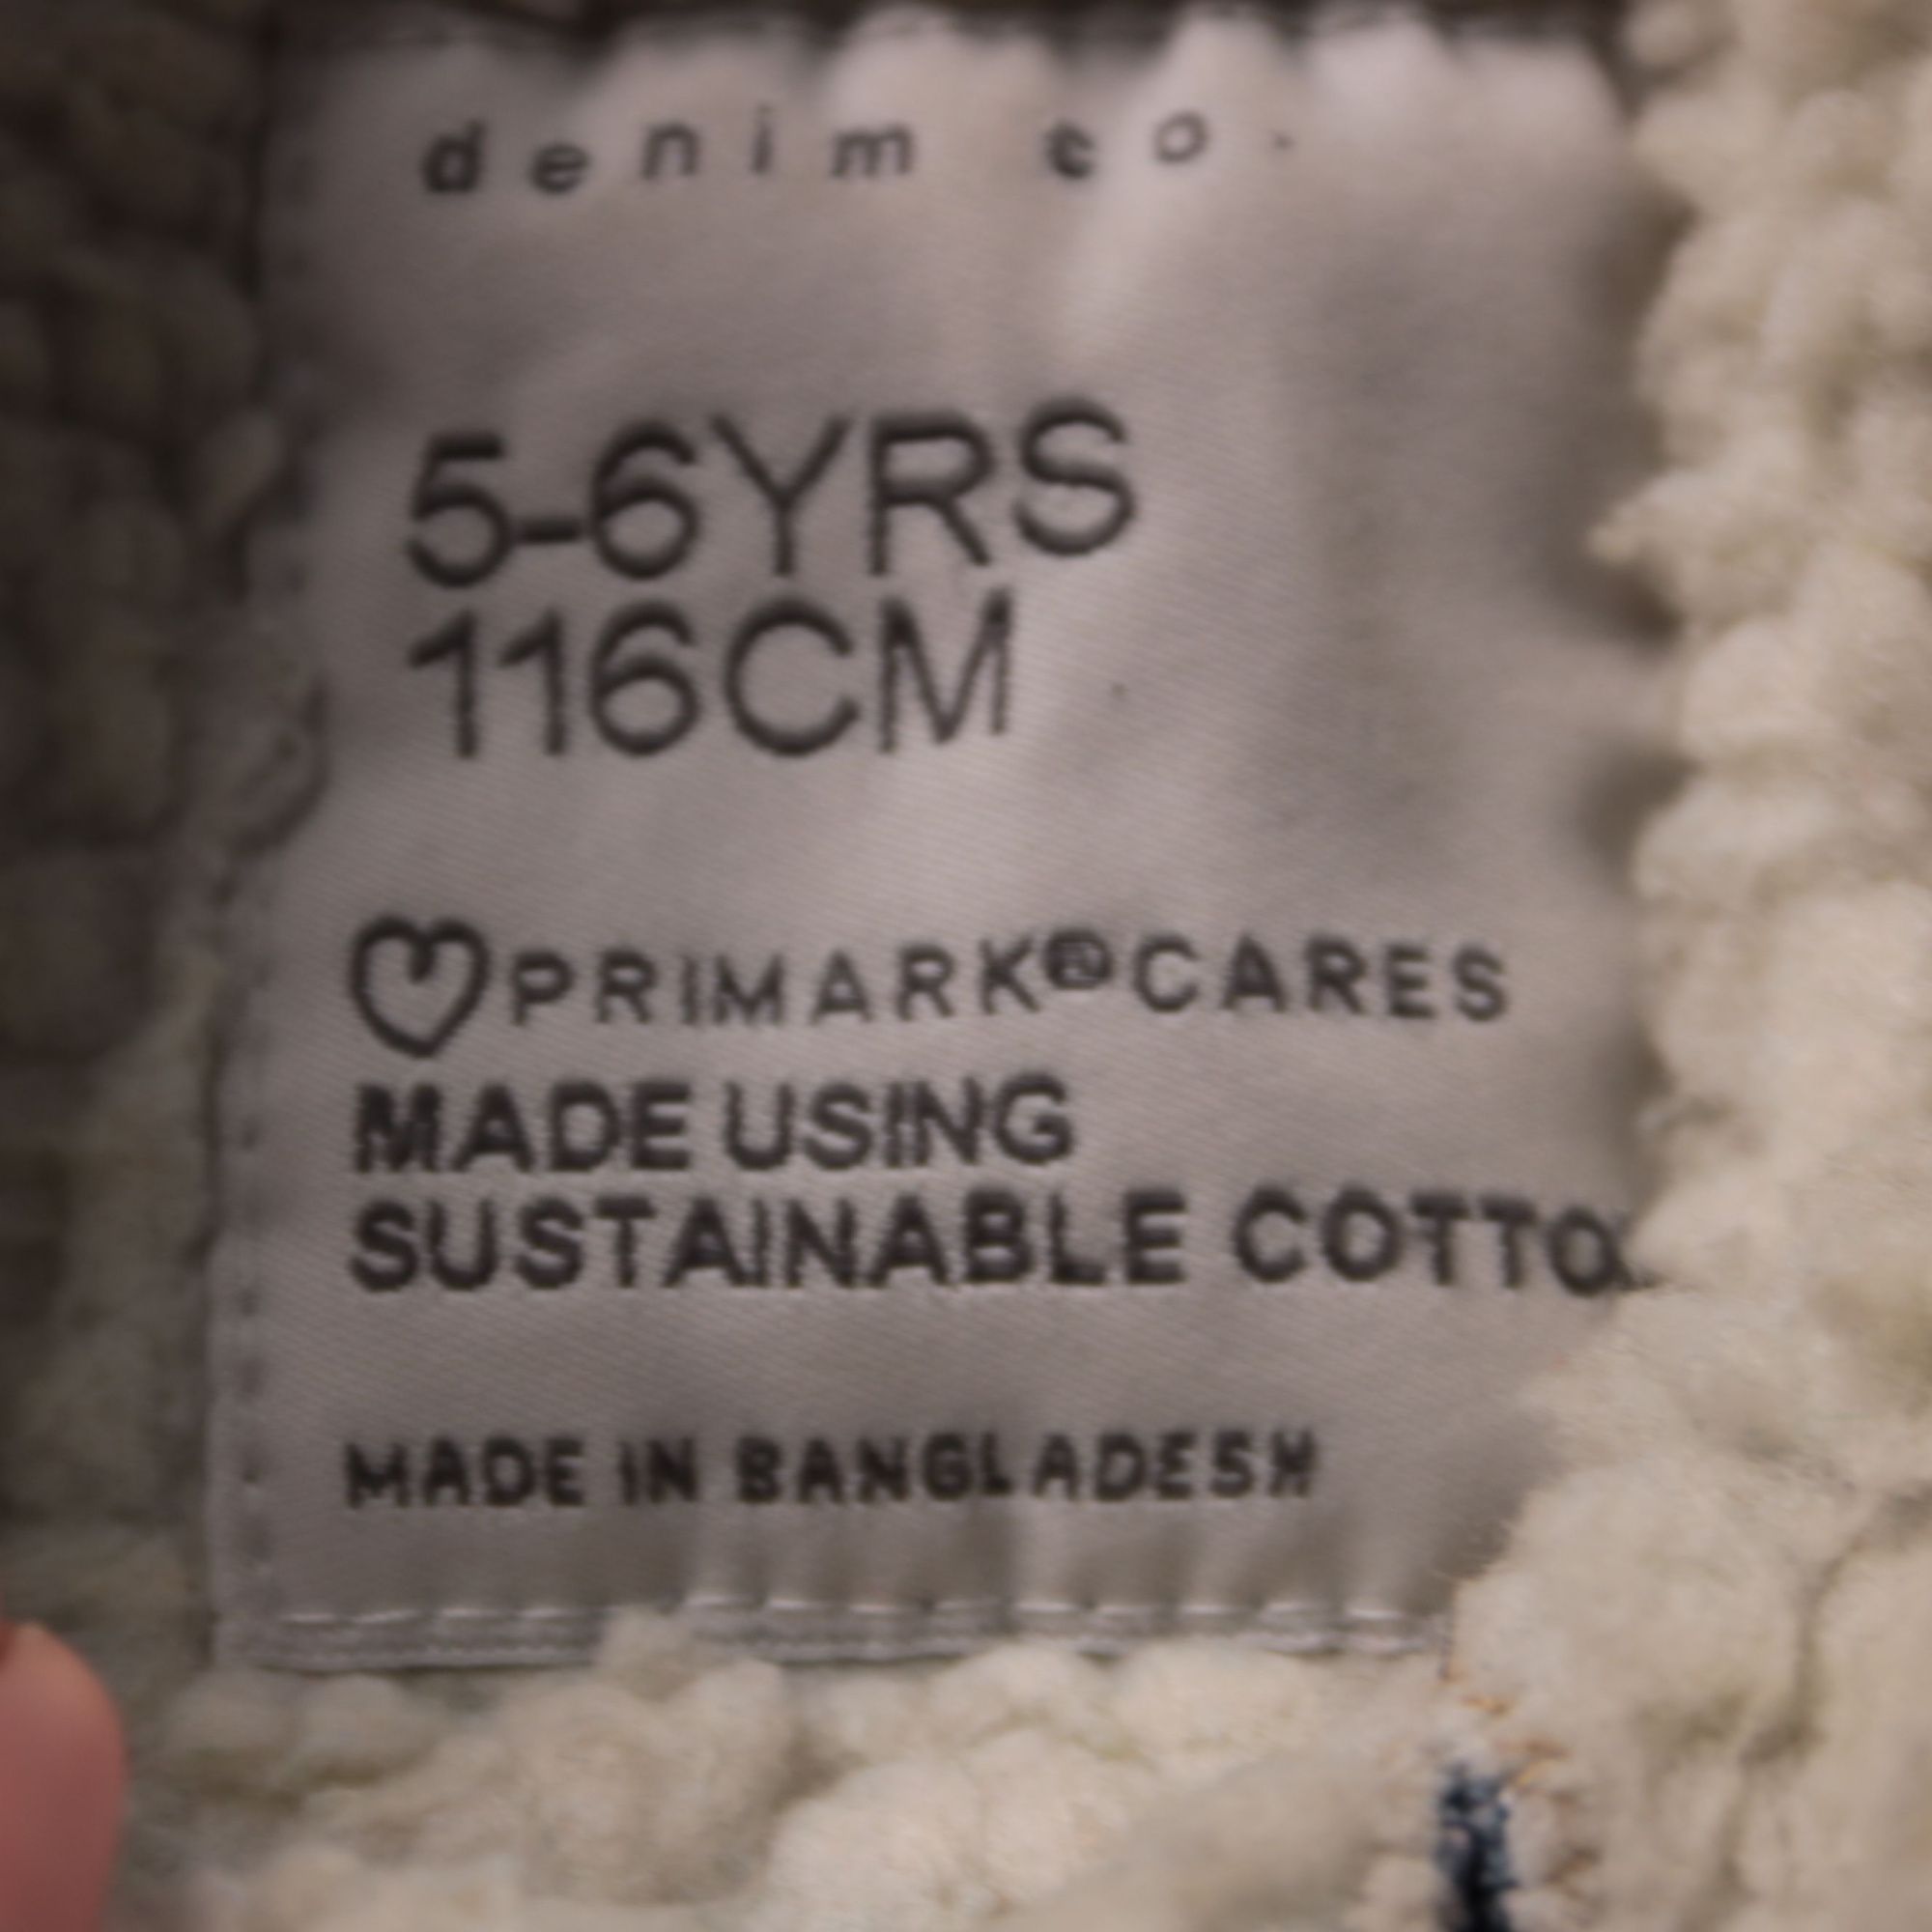 denim co.
5-6YRS
116CM
♡PRIMARK®CARES
MADE USING
SUSTAINABLE COTTO
MADE IN BANGLADESH